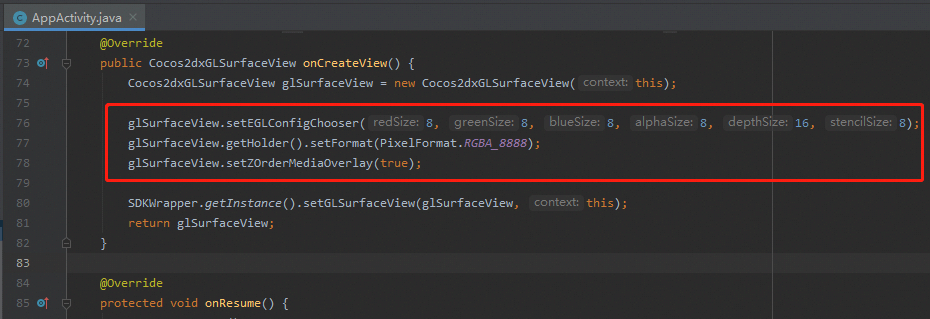 AppActivity.java ×
72 @Override
73 public Cocos2dxGLSurfaceView onCreateView() {
74 Cocos2dxGLSurfaceView glSurfaceView = new Cocos2dxGLSurfaceView( context: this);
75
76 glSurfaceView.setEGLConfigChooser( redSize: 8, greenSize: 8, blueSize: 8, alphaSize: 8, depthSize: 16, stencilSize: 8);
77 glSurfaceView.getHolder().setFormat(PixelFormat.RGBA_8888);
78 glSurfaceView.setZOrderMediaOverlay(true);
79
80 SDKWrapper.getInstance().setGLSurfaceView(glSurfaceView, context: this);
81 return glSurfaceView;
82 }
83
84 @Override
85 protected void onResume() {